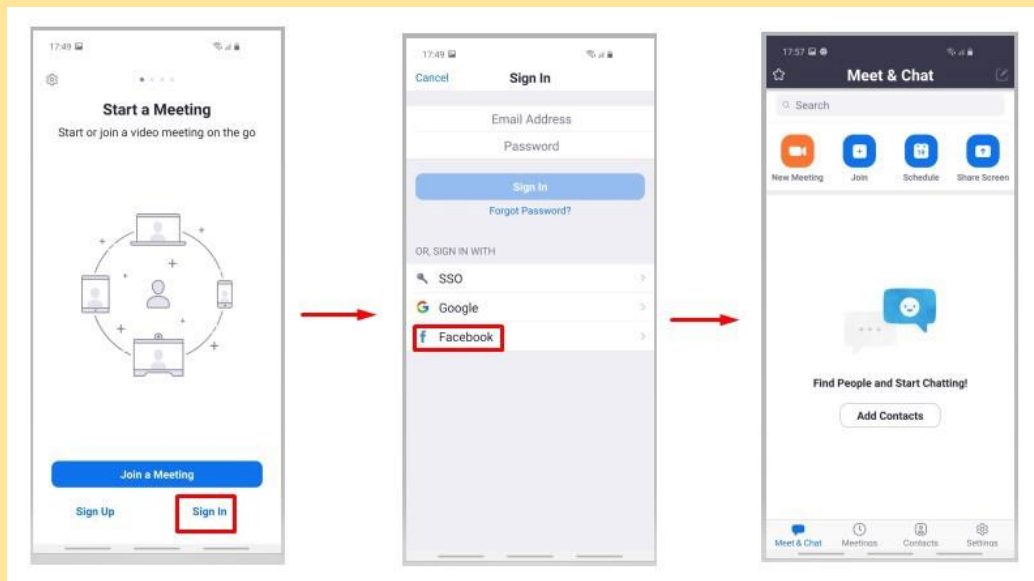 17:49
Start a Meeting
Start or join a video meeting on the go
Join a Meeting
Sign Up
Sign In
17:49
Cancel
Sign In
Email Address
Password
Sign In
Forgot Password?
OR, SIGN IN WITH
SSO
Google
Facebook
17:57
Meet & Chat
Search
New Meeting
Join
Schedule
Share Screen
Find People and Start Chatting!
Add Contacts
Meet & Chat
Meetings
Contacts
Settings